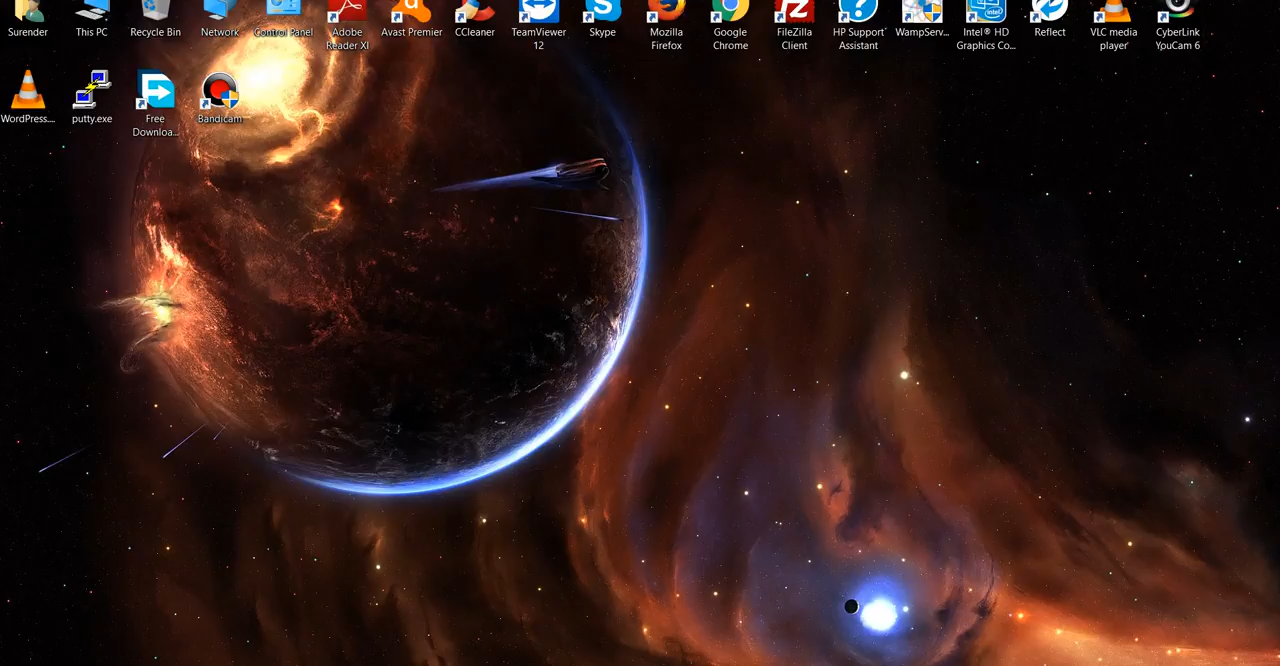 Surender
This PC
Recycle Bin
Network
Control Panel
Adobe
Reader XI
Avast Premier
CCleaner
TeamViewer
12
Skype
Mozilla
Firefox
Google
Chrome
FileZilla
Client
HP Support
Assistant
WampServ...
Intel® HD
Graphics Co...
Reflect
VLC media
player
CyberLink
YouCam 6
WordPress....
putty.exe
Free
Downloa...
Bandicam